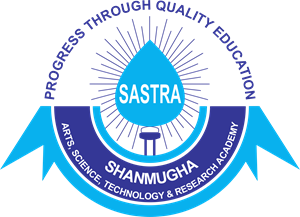 PROGRESS THROUGH QUALITY EDUCATION
SASTRA
SHANMUGHA
ARTS, SCIENCE, TECHNOLOGY & RESEARCH ACADEMY